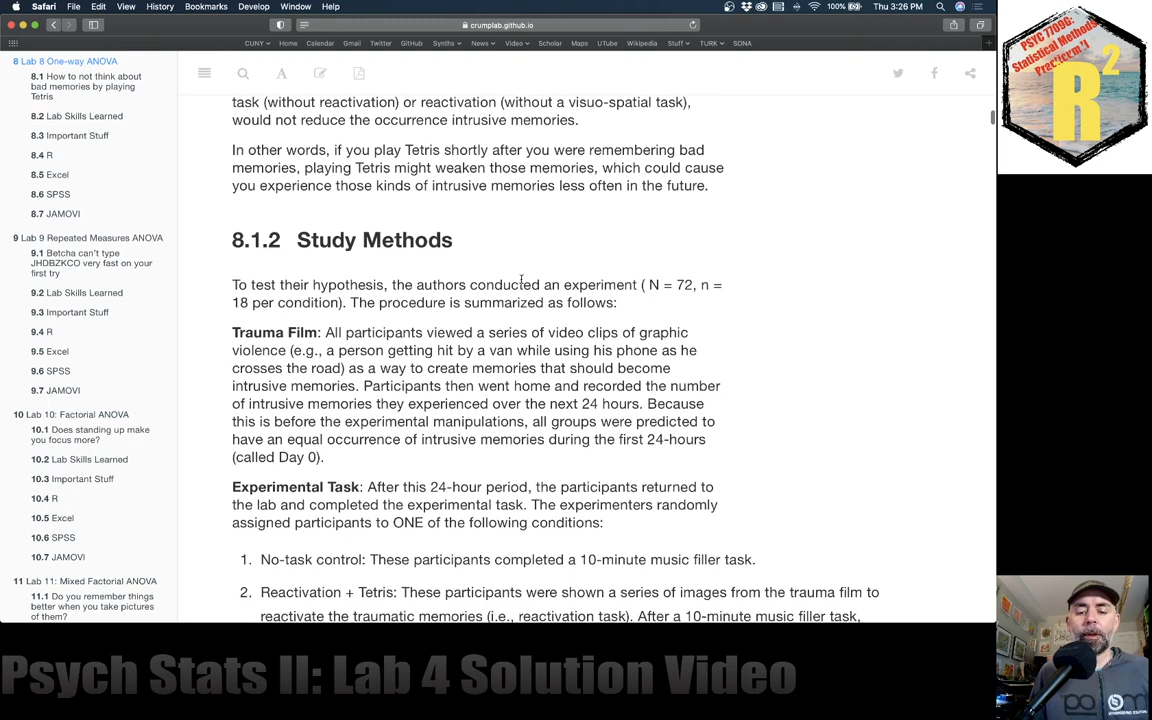 Safari File Edit View History Bookmarks Develop Window Help
100% Thu 3:26 PM
crumplab.github.io
CUNY Home Calendar Gmail Twitter GitHub Synths News Video Scholar Maps UTube Wikipedia Stuff TURK SONA
8 Lab 8 One-way ANOVA
8.1 How to not think about
bad memories by playing
Tetris
8.2 Lab Skills Learned
8.3 Important Stuff
8.4 R
8.5 Excel
8.6 SPSS
8.7 JAMOVI
9 Lab 9 Repeated Measures ANOVA
9.1 Betcha can't type
JHDBZKCO very fast on your
first try
9.2 Lab Skills Learned
9.3 Important Stuff
9.4 R
9.5 Excel
9.6 SPSS
9.7 JAMOVI
10 Lab 10: Factorial ANOVA
10.1 Does standing up make
you focus more?
10.2 Lab Skills Learned
10.3 Important Stuff
10.4 R
10.5 Excel
10.6 SPSS
10.7 JAMOVI
11 Lab 11: Mixed Factorial ANOVA
11.1 Do you remember things
better when you take pictures
of them?
task (without reactivation) or reactivation (without a visuo-spatial task),
would not reduce the occurrence intrusive memories.
In other words, if you play Tetris shortly after you were remembering bad
memories, playing Tetris might weaken those memories, which could cause
you experience those kinds of intrusive memories less often in the future.
8.1.2 Study Methods
To test their hypothesis, the authors conducted an experiment ( N = 72, n =
18 per condition). The procedure is summarized as follows:
Trauma Film: All participants viewed a series of video clips of graphic
violence (e.g., a person getting hit by a van while using his phone as he
crosses the road) as a way to create memories that should become
intrusive memories. Participants then went home and recorded the number
of intrusive memories they experienced over the next 24 hours. Because
this is before the experimental manipulations, all groups were predicted to
have an equal occurrence of intrusive memories during the first 24-hours
(called Day 0).
Experimental Task: After this 24-hour period, the participants returned to
the lab and completed the experimental task. The experimenters randomly
assigned participants to ONE of the following conditions:
1. No-task control: These participants completed a 10-minute music filler task.
2. Reactivation + Tetris: These participants were shown a series of images from the trauma film to
reactivate the traumatic memories (i.e., reactivation task). After a 10-minute music filler task,
PSYC 7709G:
Statistical Methods
Practicum I
R2
Psych Stats II: Lab 4 Solution Video